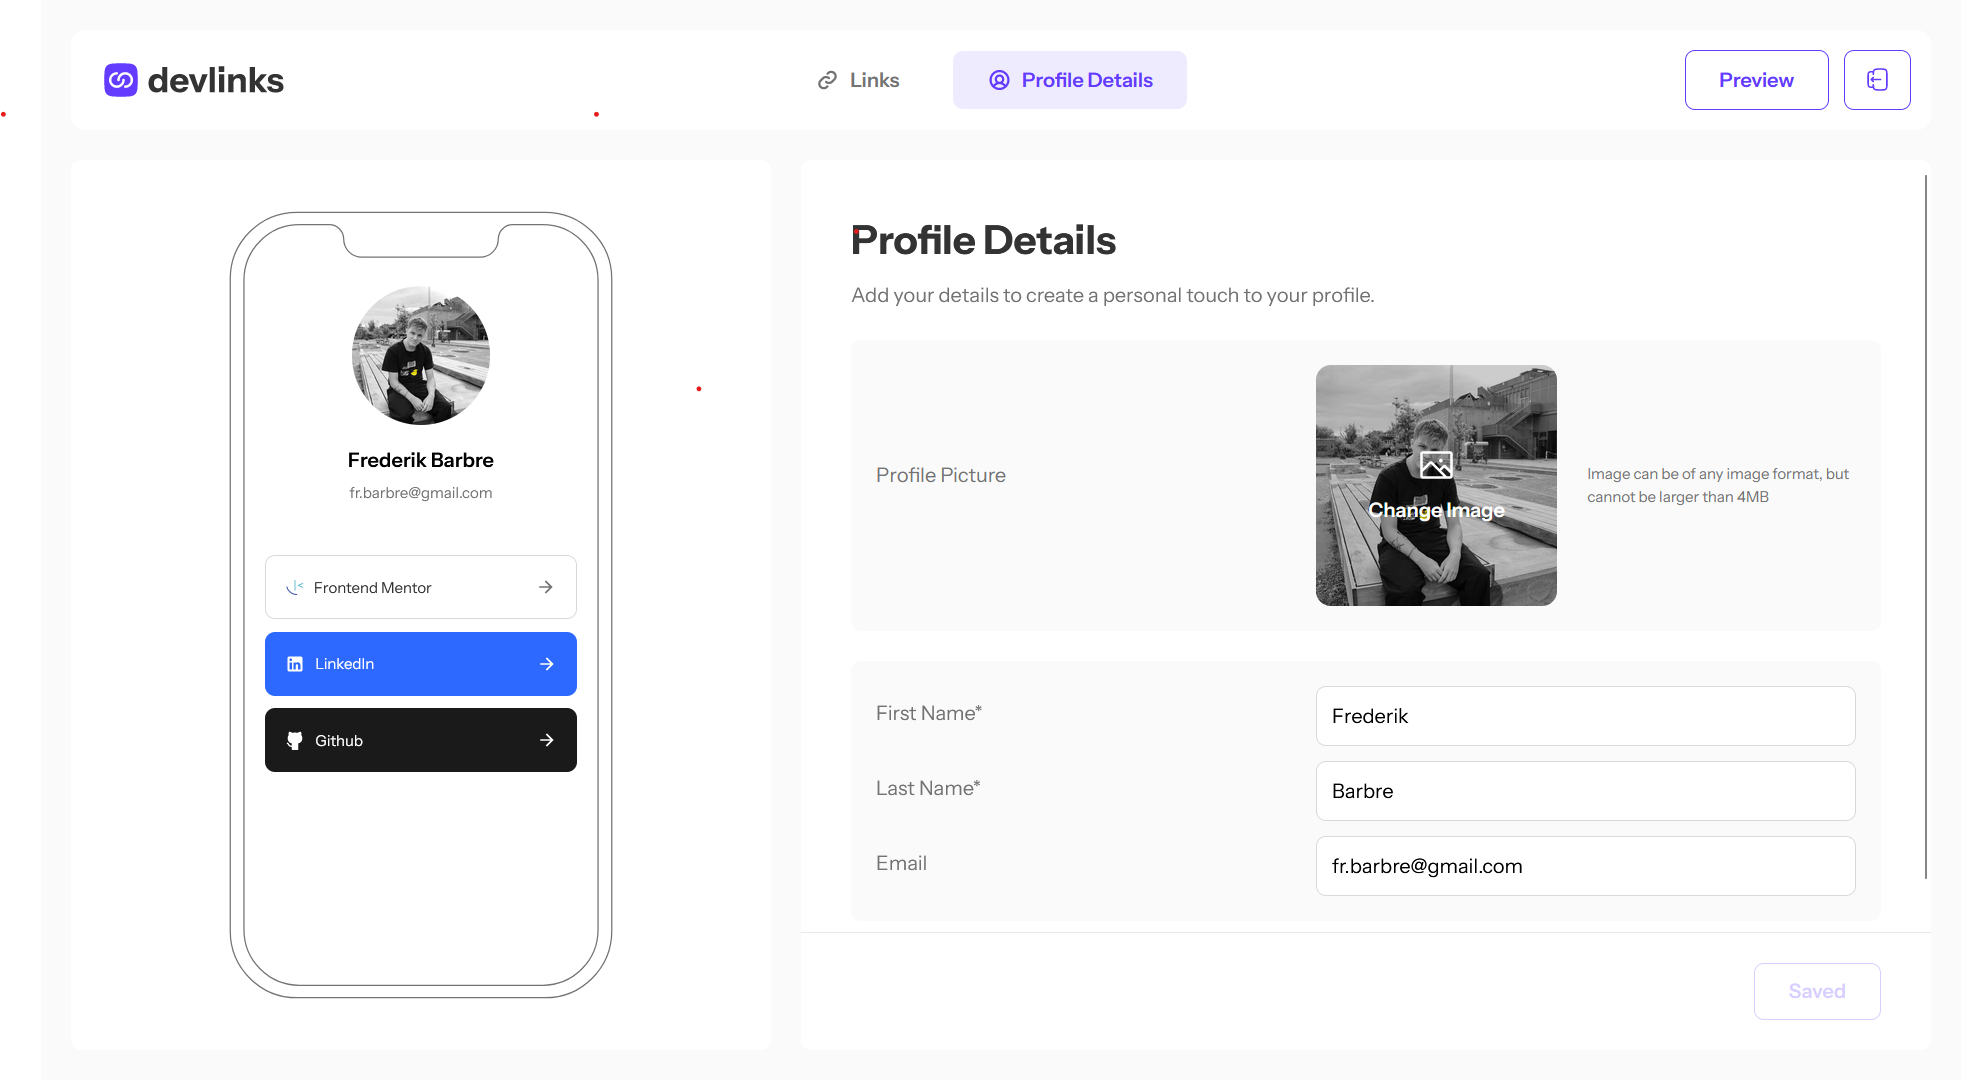 devlinks
Links
Profile Details
Preview
Frederik Barbre
fr.barbre@gmail.com
Frontend Mentor
LinkedIn
Github
Profile Details
Add your details to create a personal touch to your profile.
Profile Picture
Change Image
Image can be of any image format, but
cannot be larger than 4MB
First Name*
Frederik
Last Name*
Barbre
Email
fr.barbre@gmail.com
Saved